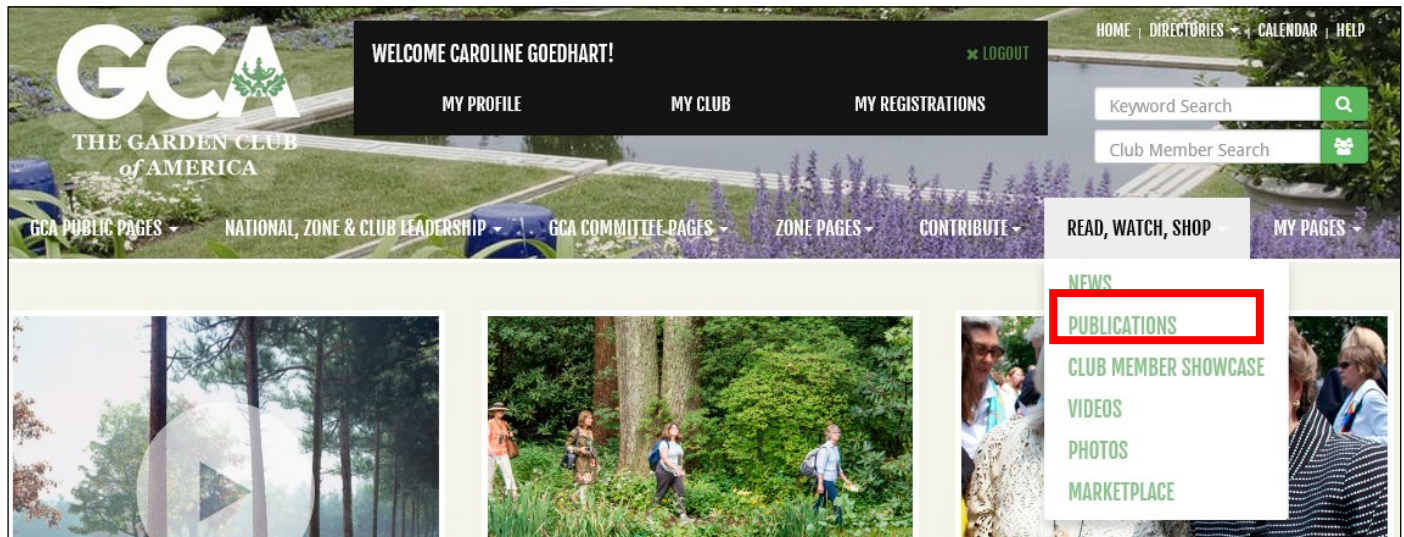 GCA
THE GARDEN CLUB
of AMERICA
WELCOME CAROLINE GOEDHART!
✖ LOGOUT
MY PROFILE MY CLUB MY REGISTRATIONS
HOME | DIRECTORIES | CALENDAR | HELP
Keyword Search
Club Member Search
GCA PUBLIC PAGES NATIONAL, ZONE & CLUB LEADERSHIP GCA COMMITTEE PAGES ZONE PAGES CONTRIBUTE READ, WATCH, SHOP MY PAGES
NEWS
PUBLICATIONS
CLUB MEMBER SHOWCASE
VIDEOS
PHOTOS
MARKETPLACE